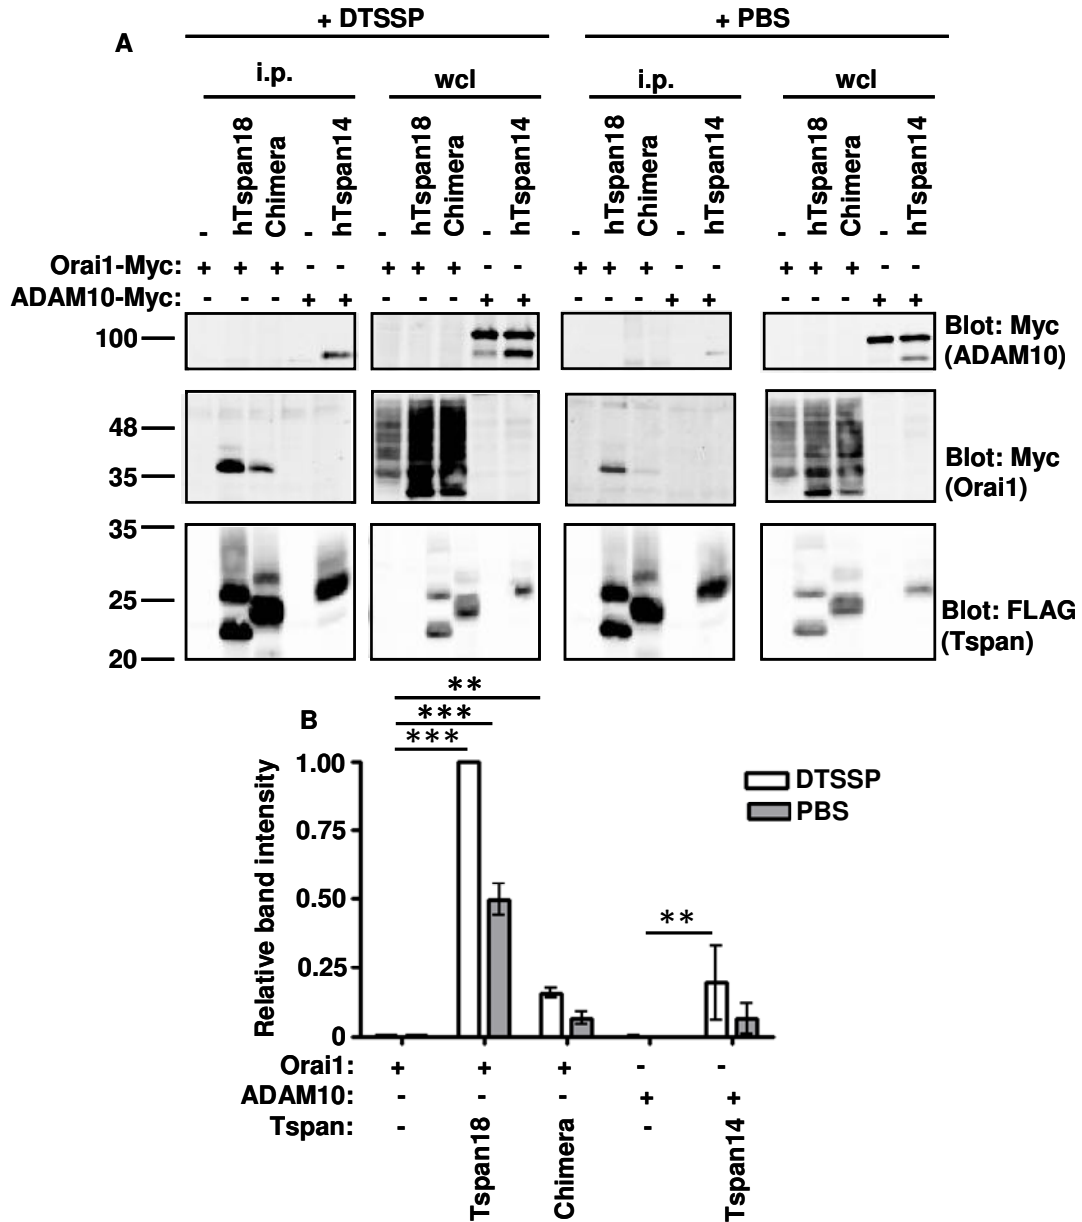 + DTSSP + PBS
A
i.p. wcl i.p. wcl
- hTspan18 Chimera - hTspan14 - hTspan18 Chimera - hTspan14 - hTspan18 Chimera - hTspan14 - hTspan18 Chimera - hTspan14
Orai1-Myc: + + + - - + + + - - + + + - - + + + - -
ADAM10-Myc: - - - + + - - - + + - - - + + - - - + +
100 Blot: Myc
(ADAM10)
48
35 Blot: Myc
(Orai1)
35
25 Blot: FLAG
20 (Tspan)
**
B ***
***
1.00 DTSSP
0.75 PBS
0.50 **
0.25
0
Relative band intensity
Orai1: + + + - -
ADAM10: - - - + +
Tspan: - Tspan18 Chimera - Tspan14